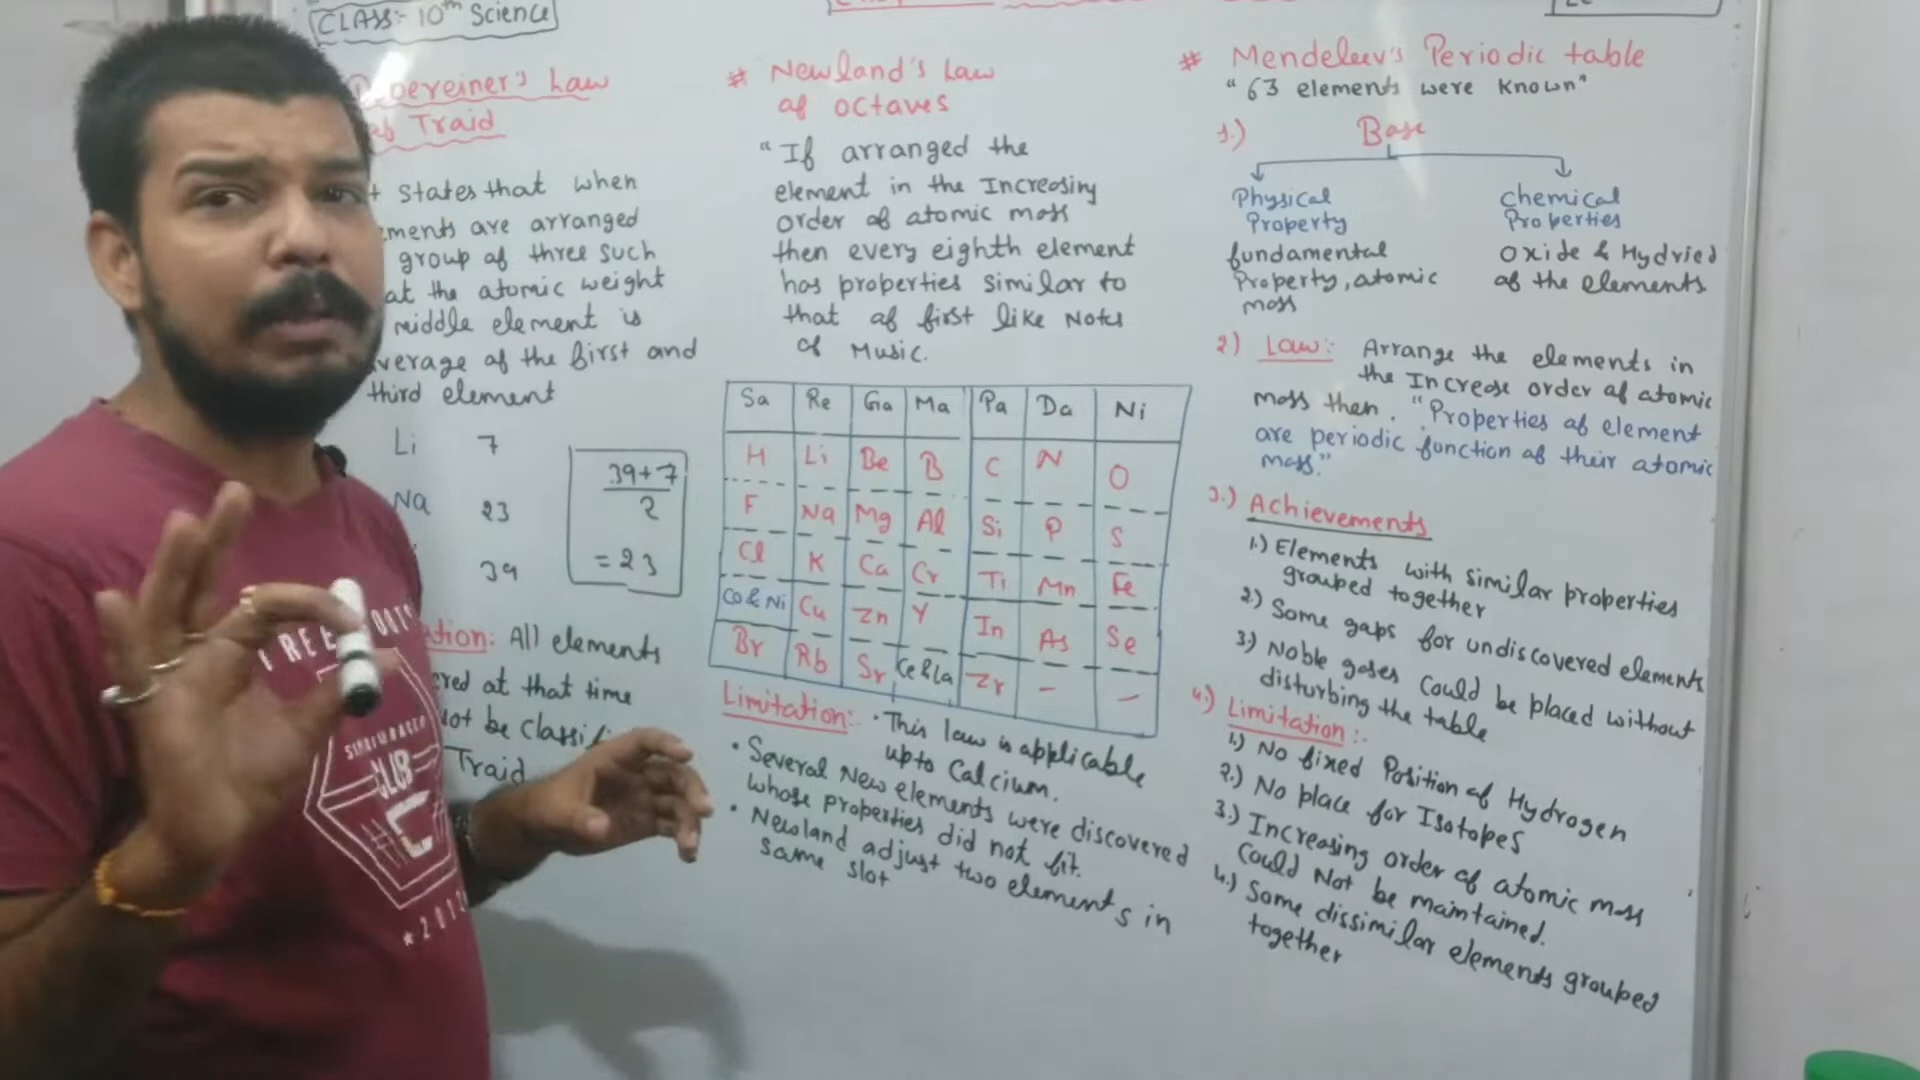 CLASS:- 10th Science
Dobereiner's Law
of Traid
States that when
ments are arranged
group of three such
at the atomic weight
middle element is
verage of the first and
third element
Li 7
Na 23
39
39+7
2
= 23
ation: All elements
ered at that time
not be Classifi
Traid
# Newland's Law
of octaves
"If arranged the
element in the Increasing
order of atomic mass
then every eighth element
has properties similar to
that of first like Notes
of Music.
Sa Re Ga Ma Pa Da Ni
H Li Be B C N O
F Na Mg Al Si P S
Cl K Ca Cr Ti Mn Fe
Co & Ni Cu Zn Y In As Se
Br Rb Sr Ce & La Zr – –
Limitation:- • This law is applicable
upto Calcium.
• Several New elements were discovered
whose properties did not fit.
• Newland adjust two elements in
same slot
# Mendeleev's Periodic table
"63 elements were known"
1.) Base
Physical
Property
fundamental
Property, atomic
mass
Chemical
Properties
Oxide & Hydried
of the elements
2) Law:- Arrange the elements in
the Increase order of atomic
mass then. "Properties of element
are periodic function of their atomic
mass."
3.) Achievements
1.) Elements with similar properties
grouped together
2) Some gaps for undiscovered elements
3.) Noble gases could be placed without
disturbing the table
4.) Limitation:-
1.) No fixed Position of Hydrogen
2.) No place for Isotopes
3.) Increasing order of atomic mass
Could Not be maintained.
4.) Some dissimilar elements grouped
together
FREE
SIR
CLUB
# C #
★ 2012